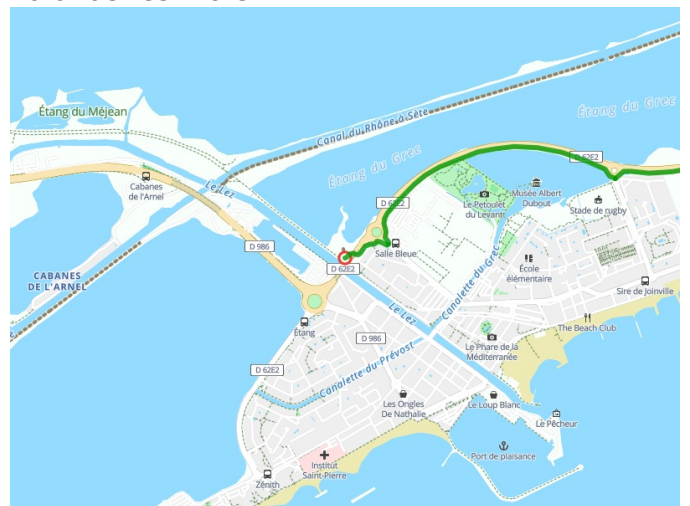 Étang du Méjean
Canal du Rhône à Sète
Étang du Grec
Étang du Grec
D 62E2
Cabanes
de l'Arnel
Le Lez
D 62E2
Le Petoulet
du Levant
Musée Albert
Dubout
Stade de rugby
D 986
Salle Bleue
D 62E2
CABANES
DE L'ARNEL
École
élémentaire
Sire de Joinville
Canalette du Grec
Le Lez
Étang
D 986
The Beach Club
Le Phare de la
Méditerranée
D 62E2
Canalette du Prévost
Les Ongles
De Nathalie
Le Loup Blanc
Le Pêcheur
Port de plaisance
Institut
Saint-Pierre
Zénith